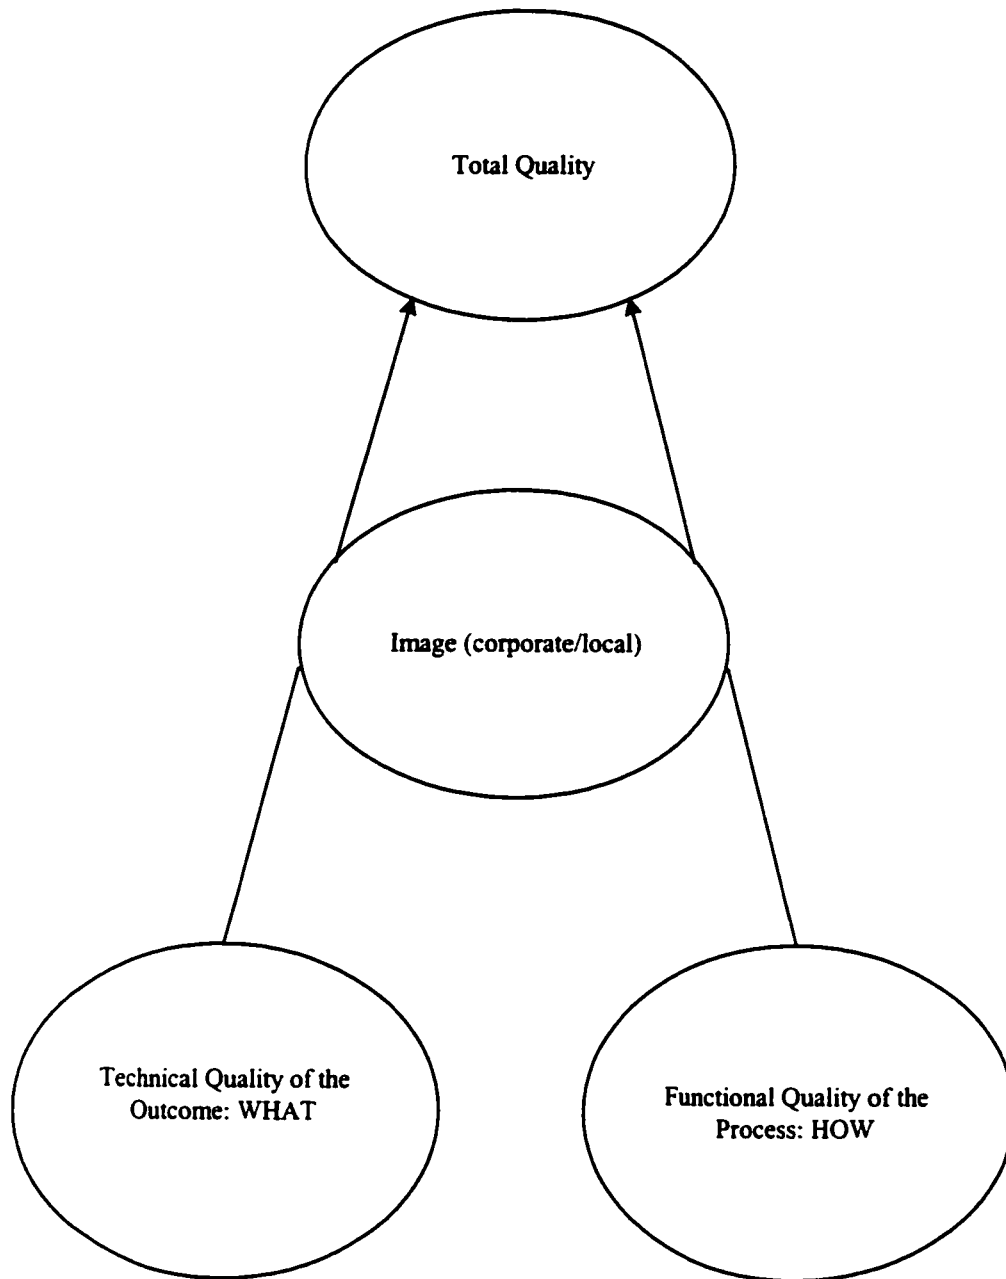 Total Quality
Image (corporate/local)
Technical Quality of the
Outcome: WHAT
Functional Quality of the
Process: HOW